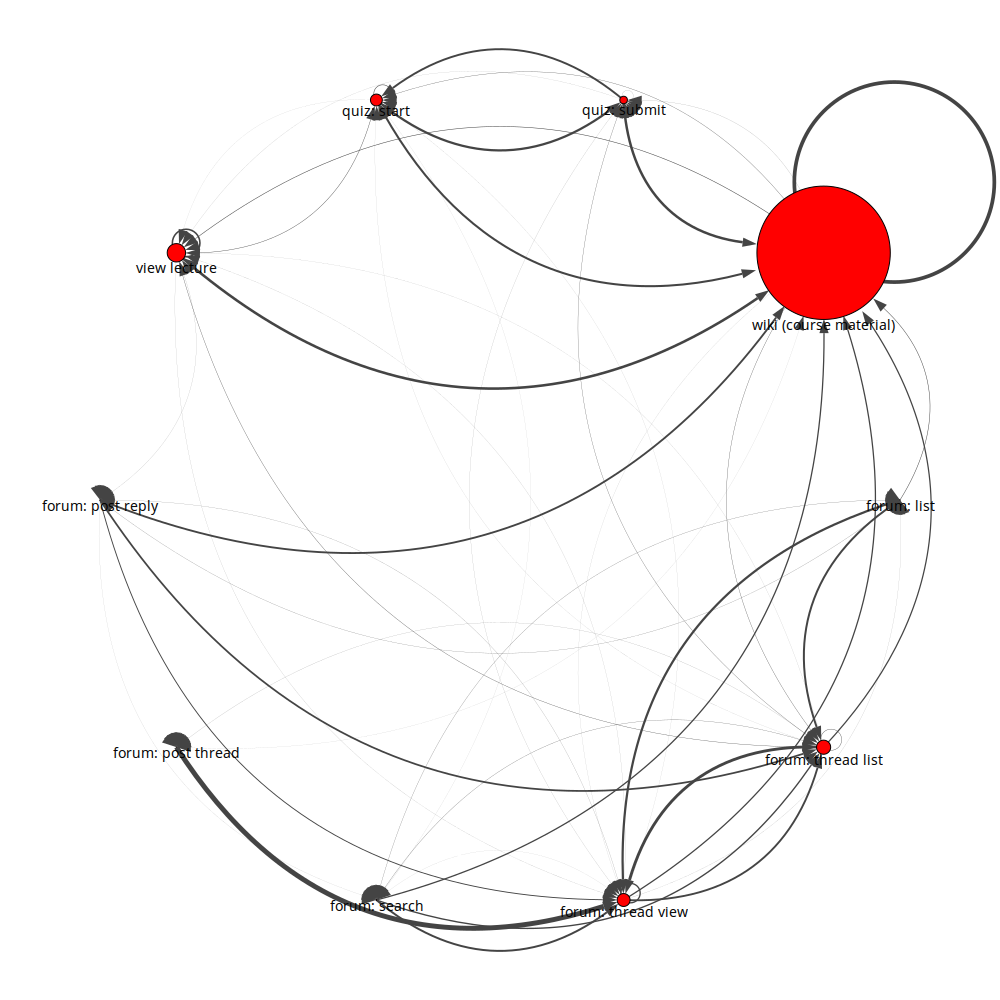 quiz: start
quiz: submit
view lecture
wiki (course material)
forum: post reply
forum: list
forum: post thread
forum: thread list
forum: search
forum: thread view